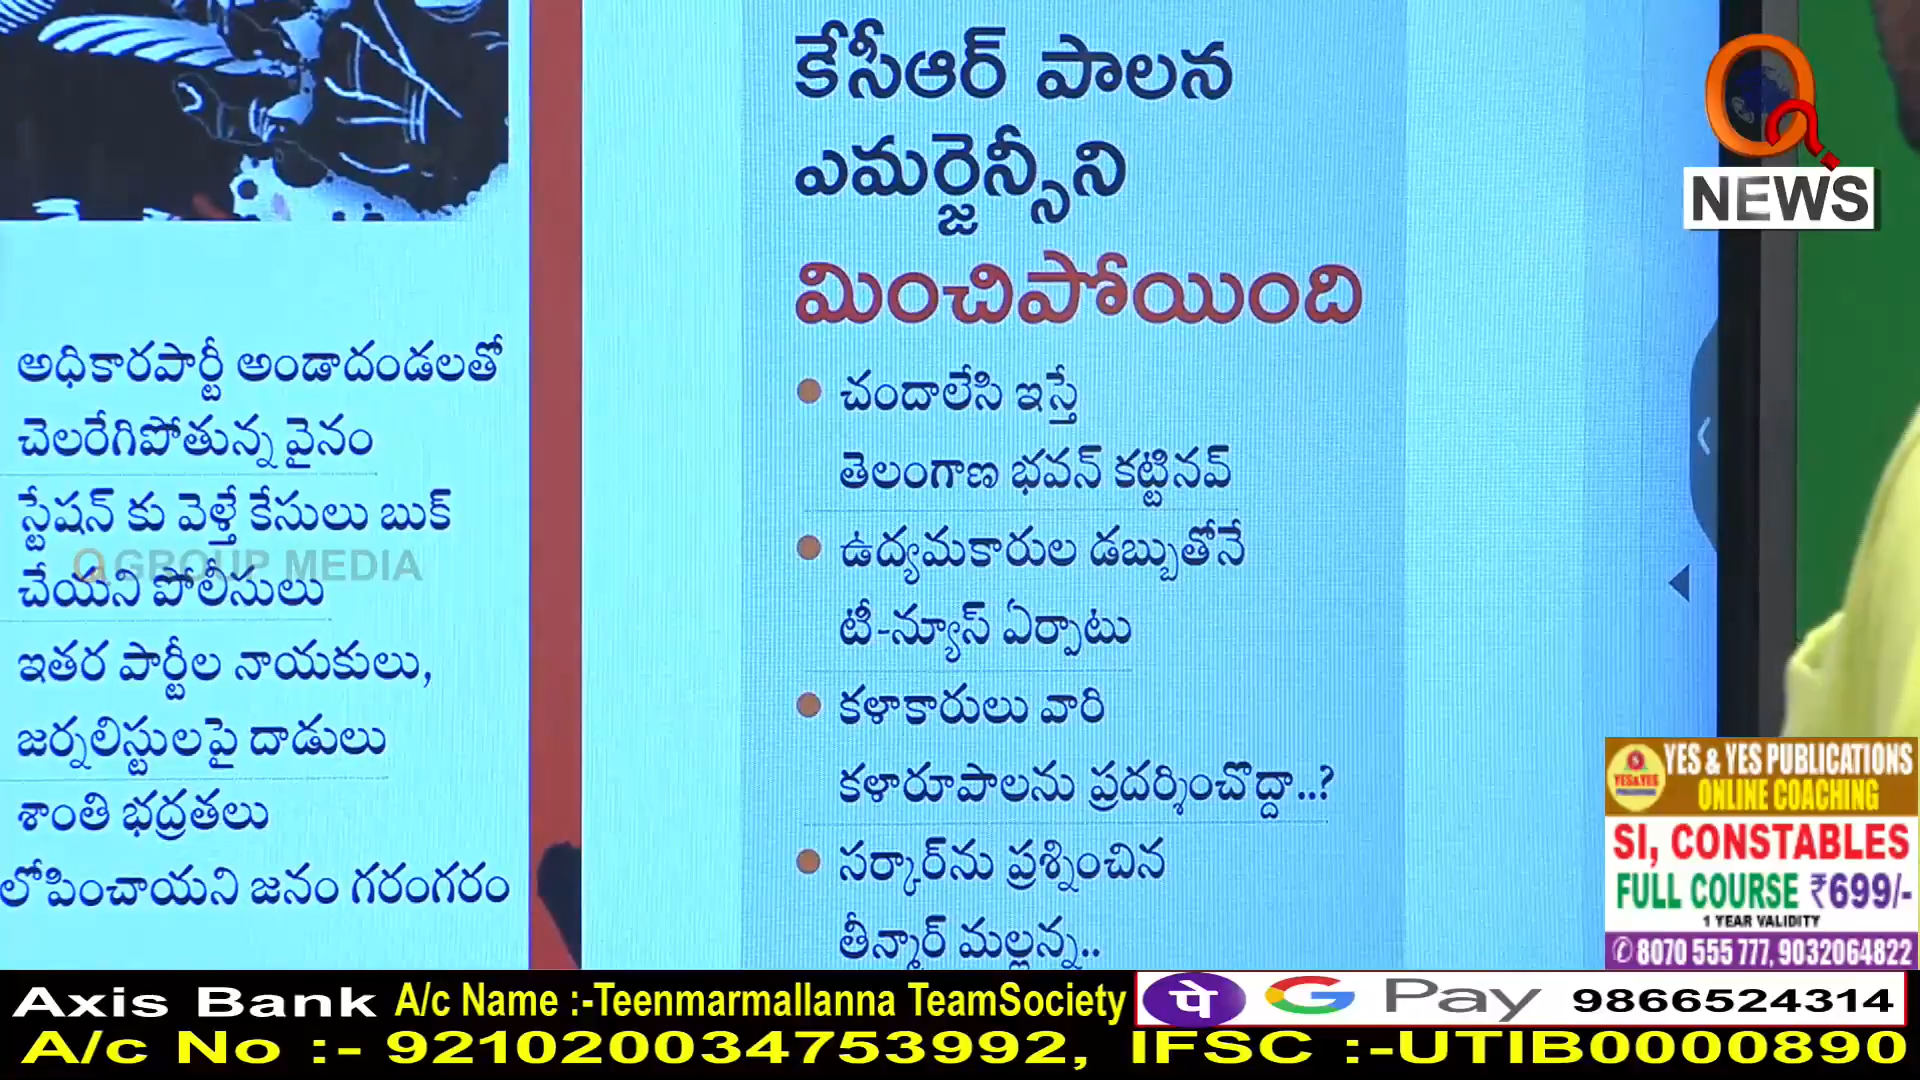 కేసీఆర్ పాలన
ఎమర్జెన్సీని
మించిపోయింది
• చందాలేసి ఇస్తే
తెలంగాణ భవన్ కట్టినవ్
• ఉద్యమకారుల డబ్బుతోనే
టీ-న్యూస్ ఏర్పాటు
• కళాకారులు వారి
కళారూపాలను ప్రదర్శించొద్దా..?
• సర్కార్‌ను ప్రశ్నించిన
తీన్మార్ మల్లన్న..
అధికారపార్టీ అండాదండలతో
చెలరేగిపోతున్న వైనం
స్టేషన్ కు వెళ్తే కేసులు బుక్
చేయని పోలీసులు
ఇతర పార్టీల నాయకులు,
జర్నలిస్టులపై దాడులు
శాంతి భద్రతలు
లోపించాయని జనం గరంగరం
Q GROUP MEDIA
Q
NEWS
YES & YES PUBLICATIONS
ONLINE COACHING
SI, CONSTABLES
FULL COURSE ₹699/-
1 YEAR VALIDITY
✆ 8070 555 777, 9032064822
Axis Bank A/c Name :-Teenmarmallanna TeamSociety
पे G Pay 9866524314
A/c No :- 921020034753992, IFSC :-UTIB0000890